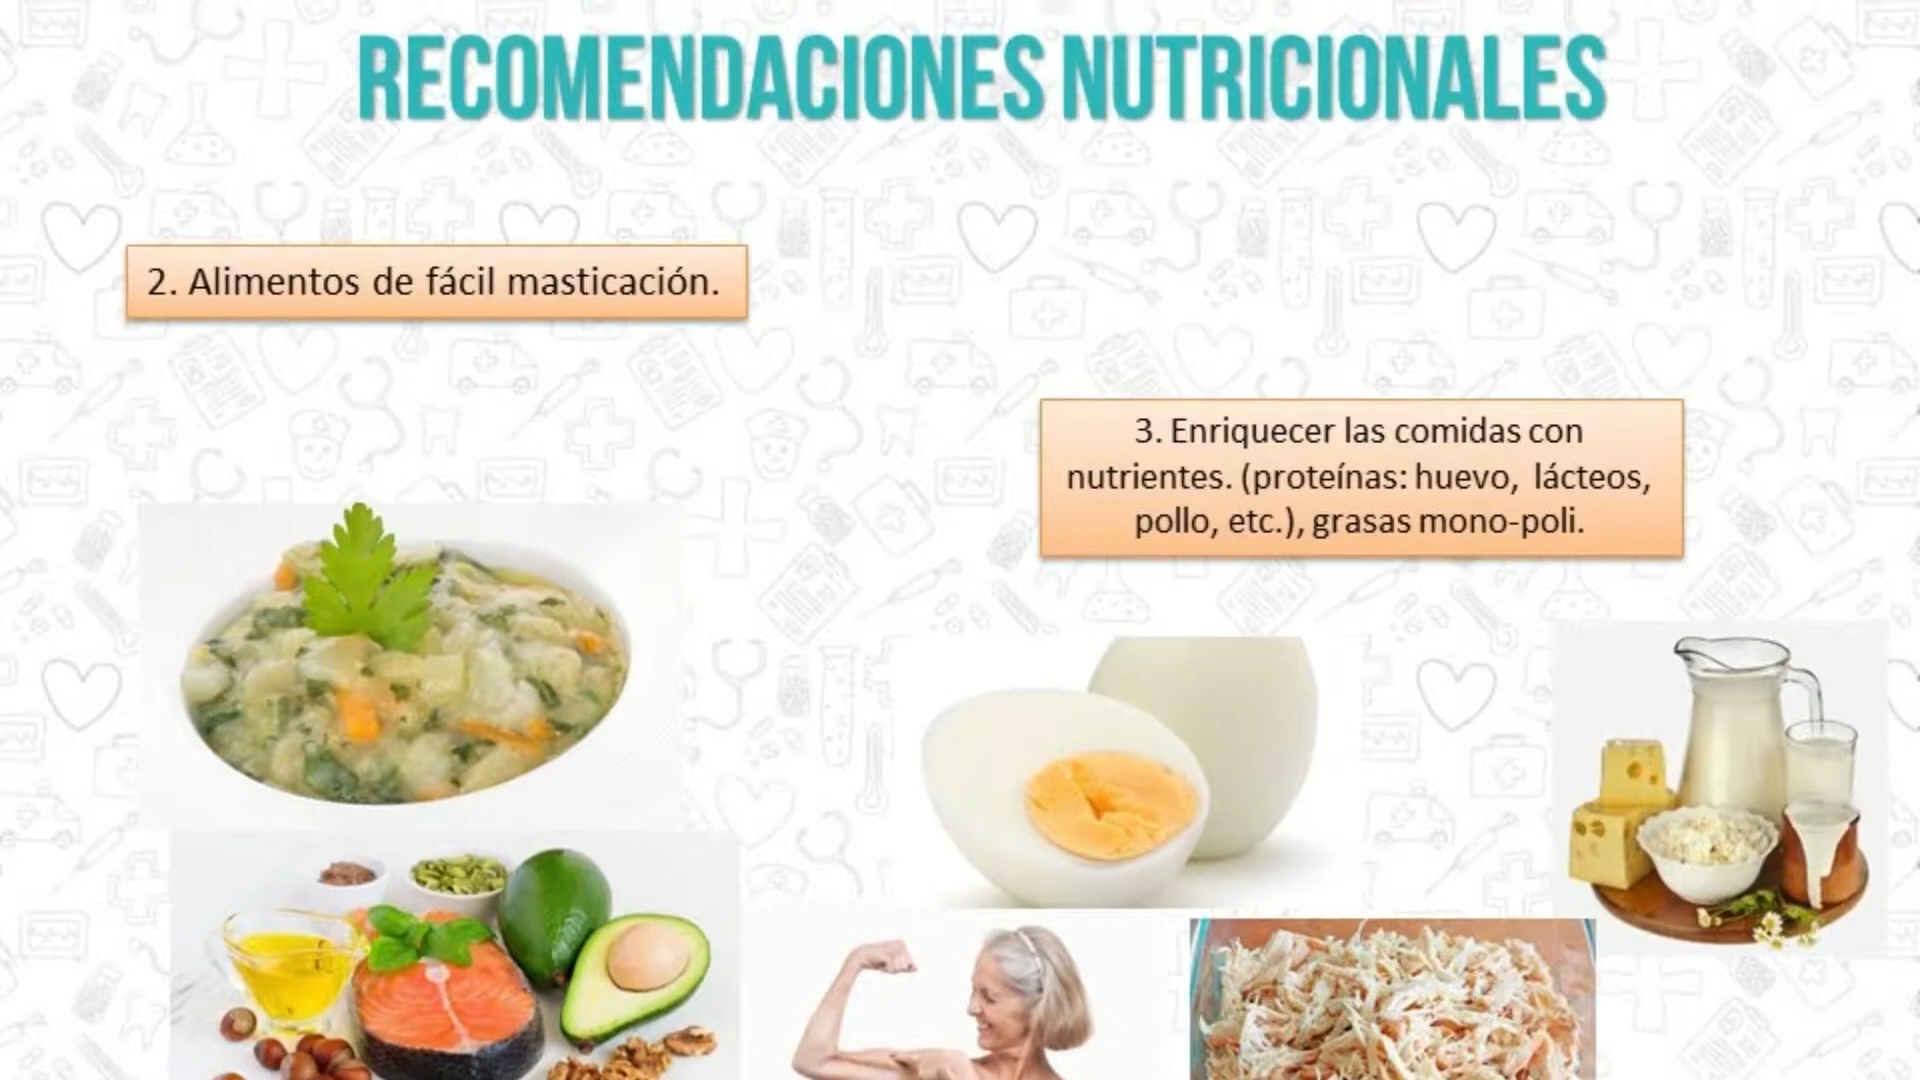 RECOMENDACIONES NUTRICIONALES
2. Alimentos de fácil masticación.
3. Enriquecer las comidas con
nutrientes. (proteínas: huevo, lácteos,
pollo, etc.), grasas mono-poli.